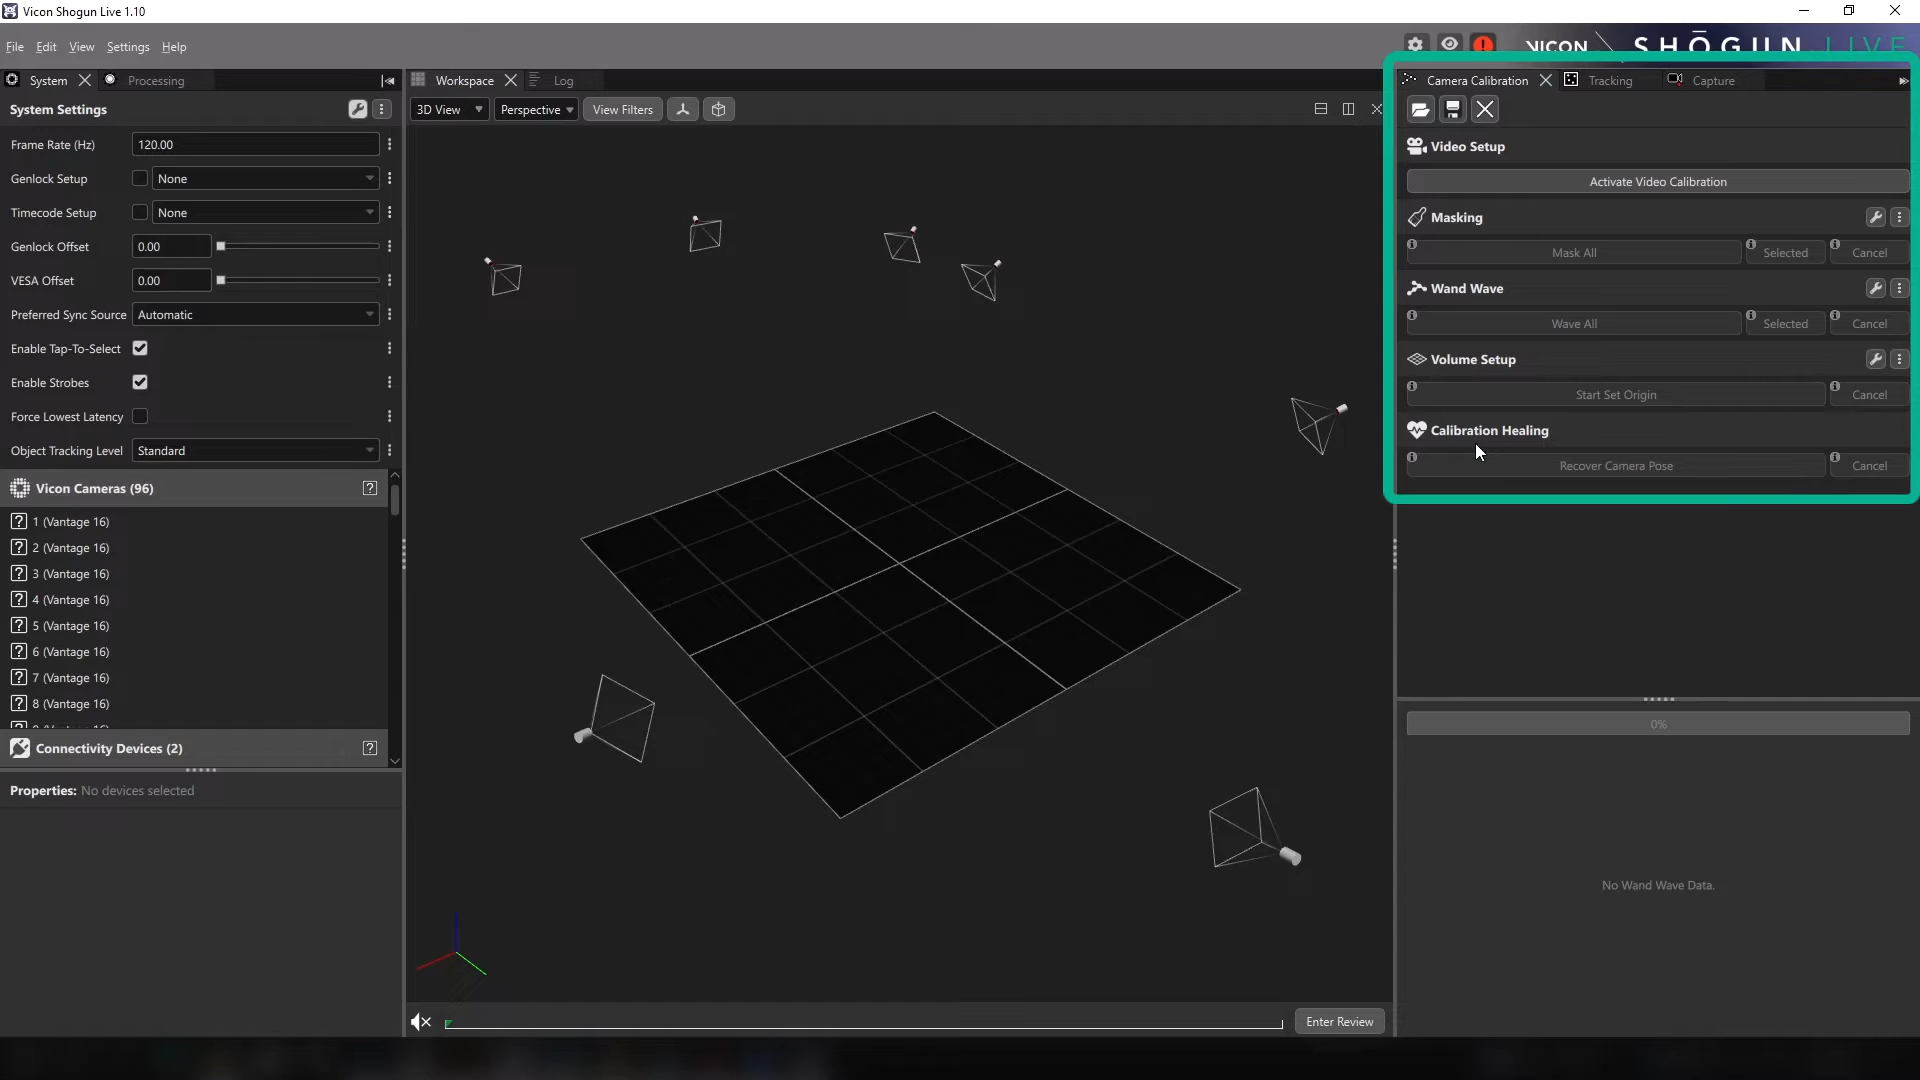 Vicon Shogun Live 1.10
File Edit View Settings Help
VICON SHŌGUN LIVE
System Processing
System Settings
Frame Rate (Hz) 120.00
Genlock Setup None
Timecode Setup None
Genlock Offset 0.00
VESA Offset 0.00
Preferred Sync Source Automatic
Enable Tap-To-Select
Enable Strobes
Force Lowest Latency
Object Tracking Level Standard
Vicon Cameras (96)
1 (Vantage 16)
2 (Vantage 16)
3 (Vantage 16)
4 (Vantage 16)
5 (Vantage 16)
6 (Vantage 16)
7 (Vantage 16)
8 (Vantage 16)
Connectivity Devices (2)
Properties: No devices selected
Workspace Log
3D View Perspective View Filters
Enter Review
Camera Calibration Tracking Capture
Video Setup
Activate Video Calibration
Masking
Mask All Selected Cancel
Wand Wave
Wave All Selected Cancel
Volume Setup
Start Set Origin Cancel
Calibration Healing
Recover Camera Pose Cancel
0%
No Wand Wave Data.